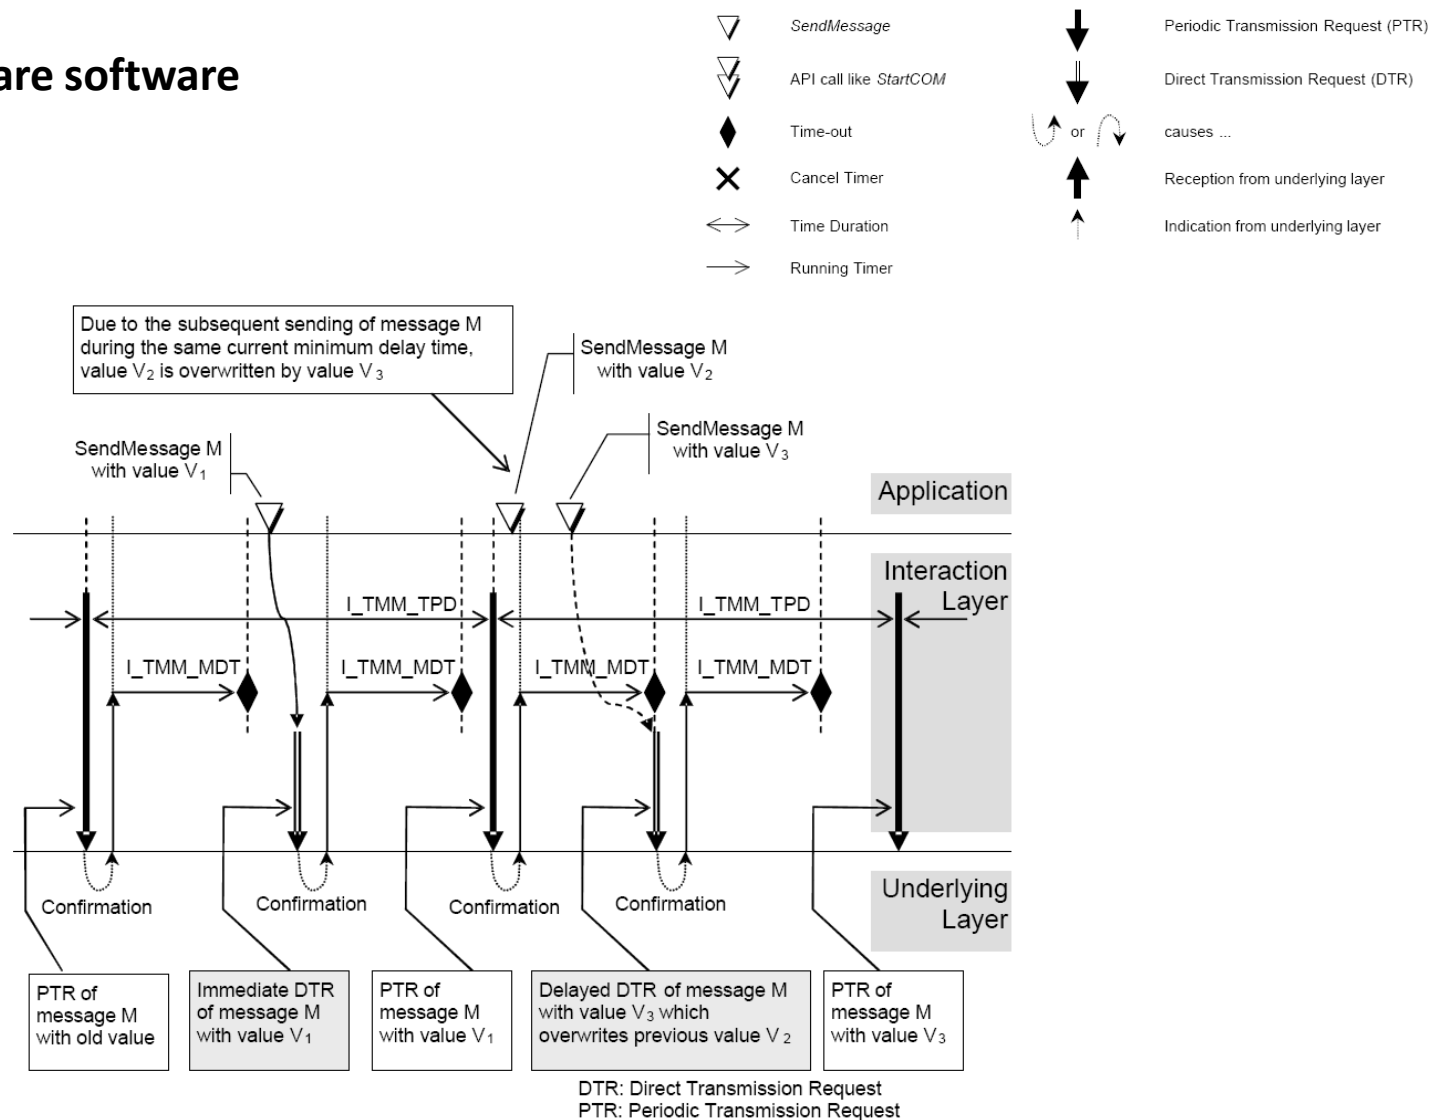 are software
SendMessage
API call like StartCOM
Time-out
Cancel Timer
Time Duration
Running Timer
Periodic Transmission Request (PTR)
Direct Transmission Request (DTR)
or
causes ...
Reception from underlying layer
Indication from underlying layer
Due to the subsequent sending of message M
during the same current minimum delay time,
value V₂ is overwritten by value V₃
SendMessage M
with value V₂
SendMessage M
with value V₃
SendMessage M
with value V₁
Application
Interaction
Layer
I_TMM_TPD
I_TMM_TPD
I_TMM_MDT
I_TMM_MDT
I_TMM_MDT
I_TMM_MDT
Underlying
Layer
Confirmation
Confirmation
Confirmation
Confirmation
PTR of
message M
with old value
Immediate DTR
of message M
with value V₁
PTR of
message M
with value V₁
Delayed DTR of message M
with value V₃ which
overwrites previous value V₂
PTR of
message M
with value V₃
DTR: Direct Transmission Request
PTR: Periodic Transmission Request